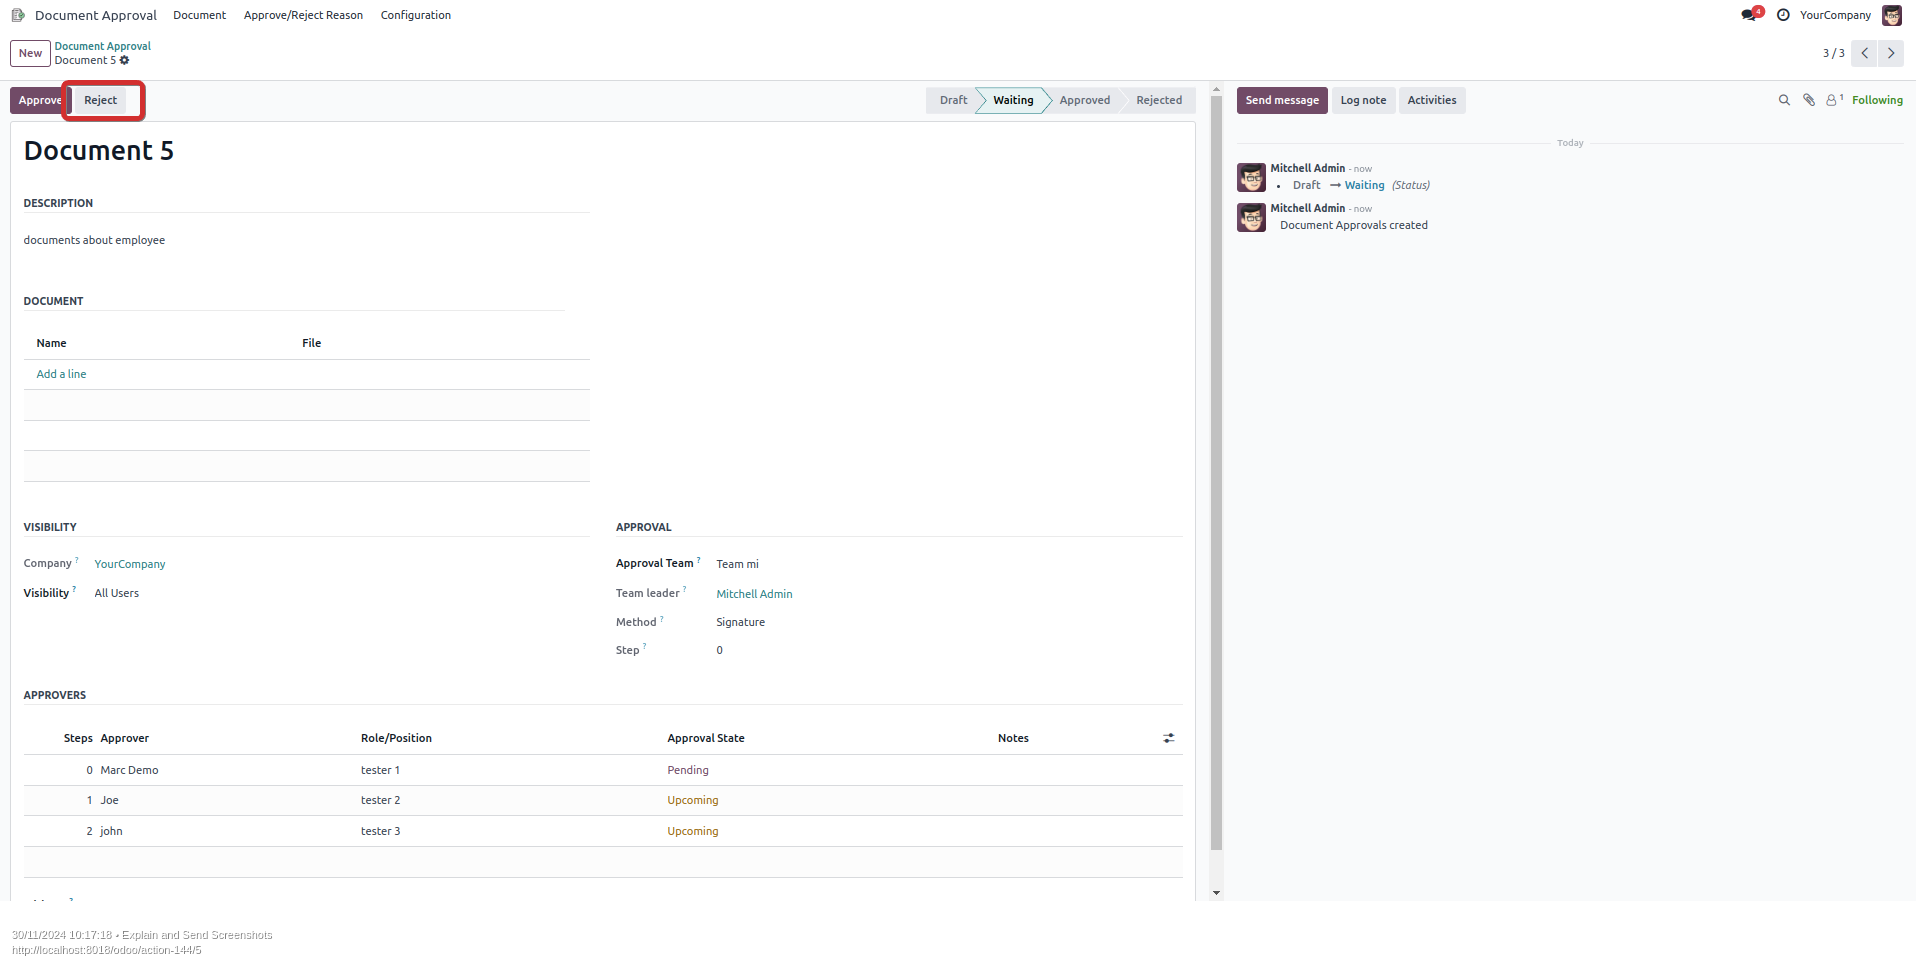 Document Approval Document Approve/Reject Reason Configuration 4 YourCompany
New Document Approval
Document 5 3 / 3
Approve Reject Draft Waiting Approved Rejected Send message Log note Activities 1 Following
Document 5
Today
Mitchell Admin - now
• Draft → Waiting (Status)
Mitchell Admin - now
Document Approvals created
DESCRIPTION
documents about employee
DOCUMENT
Name File
Add a line
VISIBILITY
Company ? YourCompany
Visibility ? All Users
APPROVAL
Approval Team ? Team mi
Team leader ? Mitchell Admin
Method ? Signature
Step ? 0
APPROVERS
Steps Approver Role/Position Approval State Notes
0 Marc Demo tester 1 Pending
1 Joe tester 2 Upcoming
2 john tester 3 Upcoming
30/11/2024 10:17:18 • Explain and Send Screenshots
http://localhost:8018/odoo/action-144/5